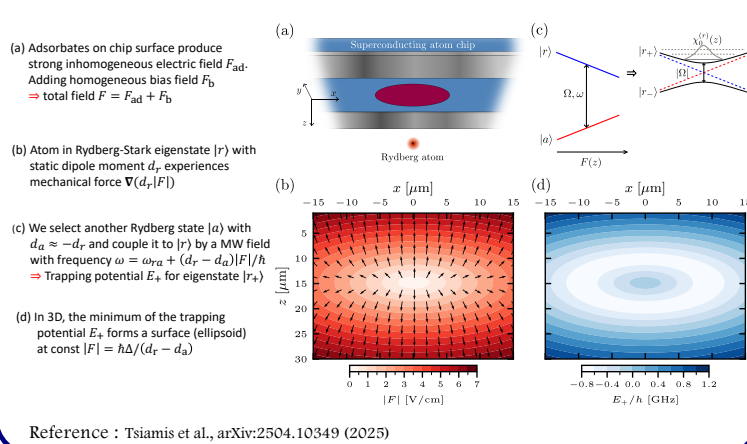 (a) Adsorbates on chip surface produce
strong inhomogeneous electric field F_ad.
Adding homogeneous bias field F_b
⇒ total field F = F_ad + F_b
(b) Atom in Rydberg-Stark eigenstate |r⟩ with
static dipole moment d_r experiences
mechanical force ∇(d_r|F|)
(c) We select another Rydberg state |a⟩ with
d_a ≈ −d_r and couple it to |r⟩ by a MW field
with frequency ω = ω_ra + (d_r − d_a)|F|/ħ
⇒ Trapping potential E_+ for eigenstate |r_+⟩
(d) In 3D, the minimum of the trapping
potential E_+ forms a surface (ellipsoid)
at const |F| = ħΔ/(d_r − d_a)
(a)
Superconducting atom chip
y
x
z
Rydberg atom
(c)
|r⟩
Ω, ω
|a⟩
F(z)
⇒
χ_0^(r)(z)
|r+⟩
|Ω|
|r−⟩
(b)
x [μm]
−15 −10 −5 0 5 10 15
z [μm]
5
10
15
20
25
30
0 1 2 3 4 5 6 7
|F| [V/cm]
(d)
x [μm]
−15 −10 −5 0 5 10 15
−0.8 −0.4 0.0 0.4 0.8 1.2
E_+/h [GHz]
Reference : Tsiamis et al., arXiv:2504.10349 (2025)